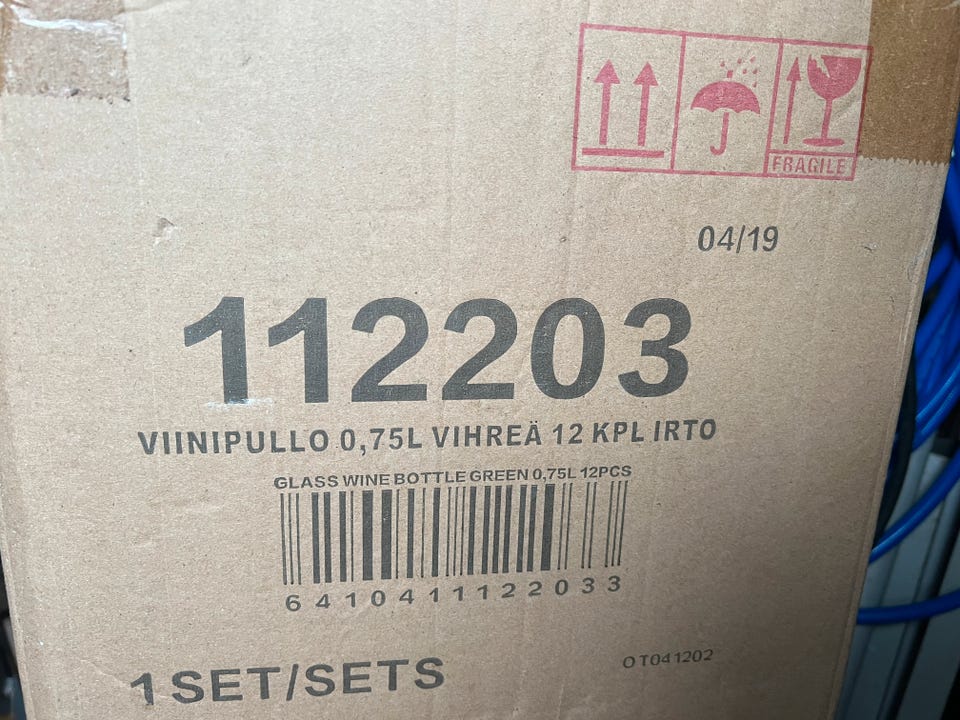 FRAGILE
04/19
112203
VIINIPULLO 0,75L VIHREÄ 12 KPL IRTO
GLASS WINE BOTTLE GREEN 0,75L 12PCS
6410411122033
1 SET/SETS
OT041202